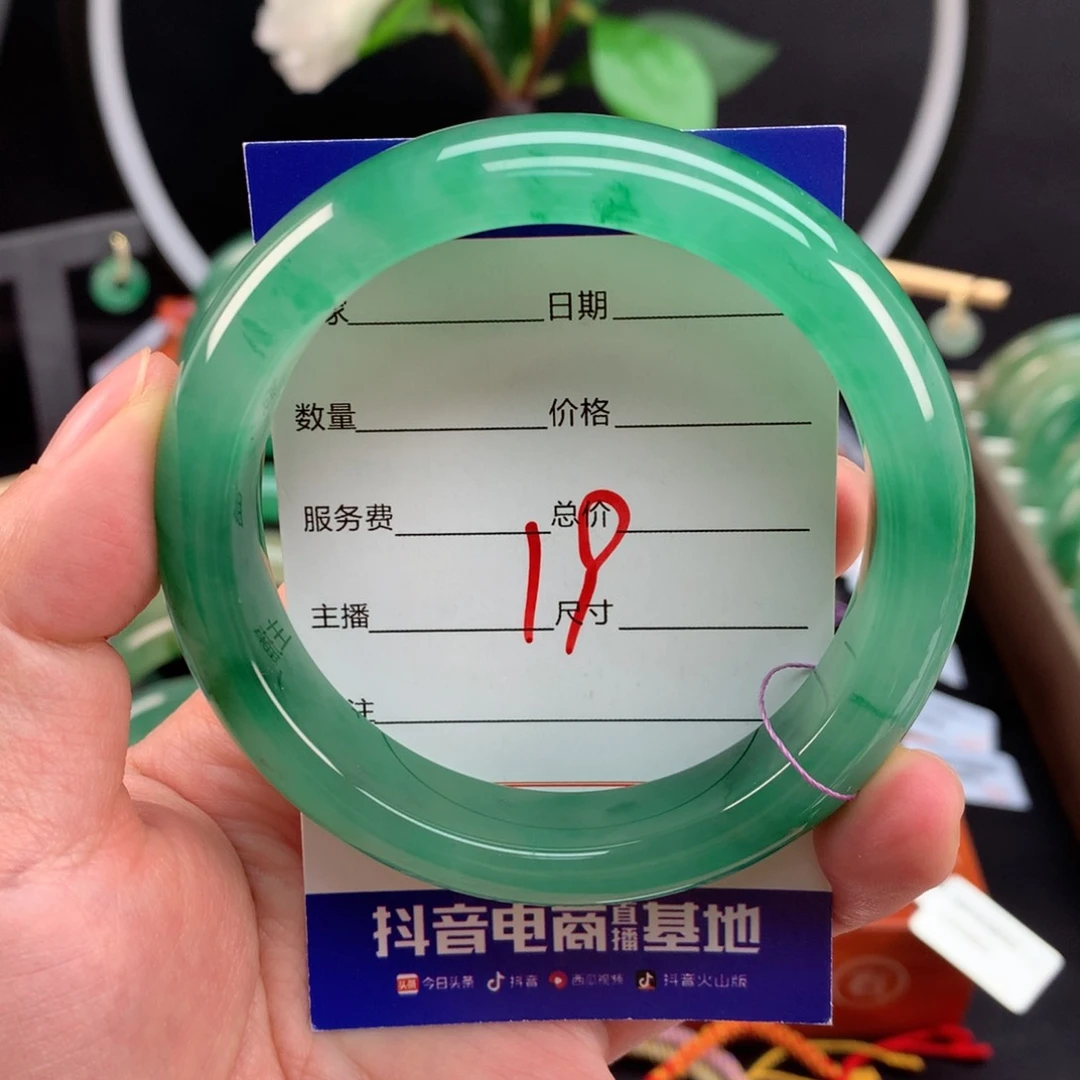 家 日期
数量 价格
服务费 总价
19
主播 尺寸
注
抖音电商直播基地
今日头条 抖音 西瓜视频 抖音火山版